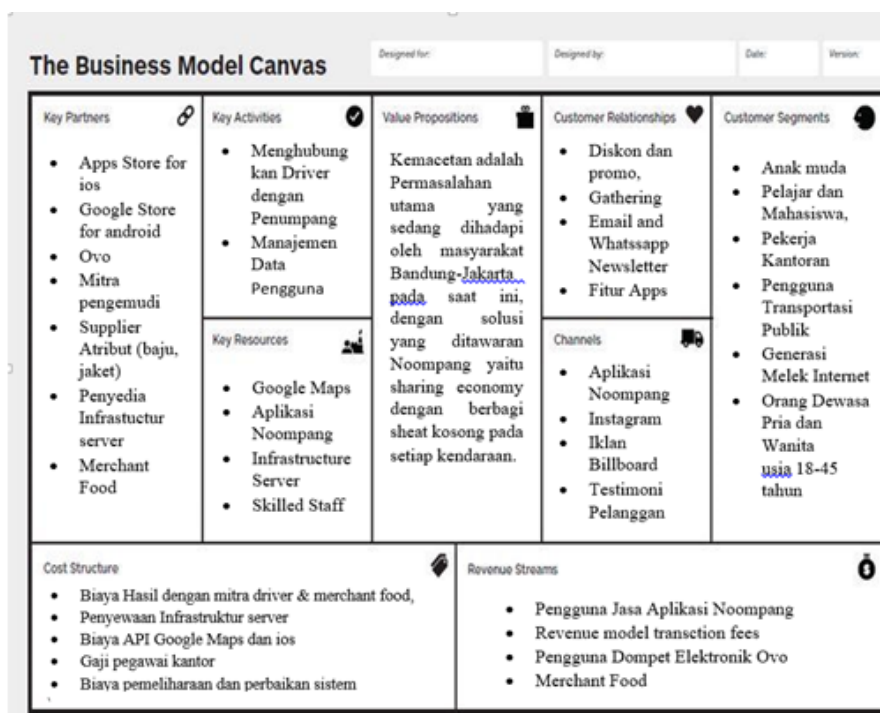 The Business Model Canvas
Designed for:
Designed by:
Date:
Version:
Key Partners
Apps Store for
ios
Google Store
for android
Ovo
Mitra
pengemudi
Supplier
Atribut (baju,
jaket)
Penyedia
Infrastuctur
server
Merchant
Food
Key Activities
Menghubung
kan Driver
dengan
Penumpang
Manajemen
Data
Pengguna
Key Resources
Google Maps
Aplikasi
Noompang
Infrastructure
Server
Skilled Staff
Value Propositions
Kemacetan adalah
Permasalahan
utama yang
sedang dihadapi
oleh masyarakat
Bandung-Jakarta
pada saat ini,
dengan solusi
yang ditawaran
Noompang yaitu
sharing economy
dengan berbagi
sheat kosong pada
setiap kendaraan.
Customer Relationships
Diskon dan
promo,
Gathering
Email and
Whatssapp
Newsletter
Fitur Apps
Channels
Aplikasi
Noompang
Instagram
Iklan
Billboard
Testimoni
Pelanggan
Customer Segments
Anak muda
Pelajar dan
Mahasiswa,
Pekerja
Kantoran
Pengguna
Transportasi
Publik
Generasi
Melek Internet
Orang Dewasa
Pria dan
Wanita
usia 18-45
tahun
Cost Structure
Biaya Hasil dengan mitra driver & merchant food,
Penyewaan Infrastruktur server
Biaya API Google Maps dan ios
Gaji pegawai kantor
Biaya pemeliharaan dan perbaikan sistem
Revenue Streams
Pengguna Jasa Aplikasi Noompang
Revenue model transction fees
Pengguna Dompet Elektronik Ovo
Merchant Food